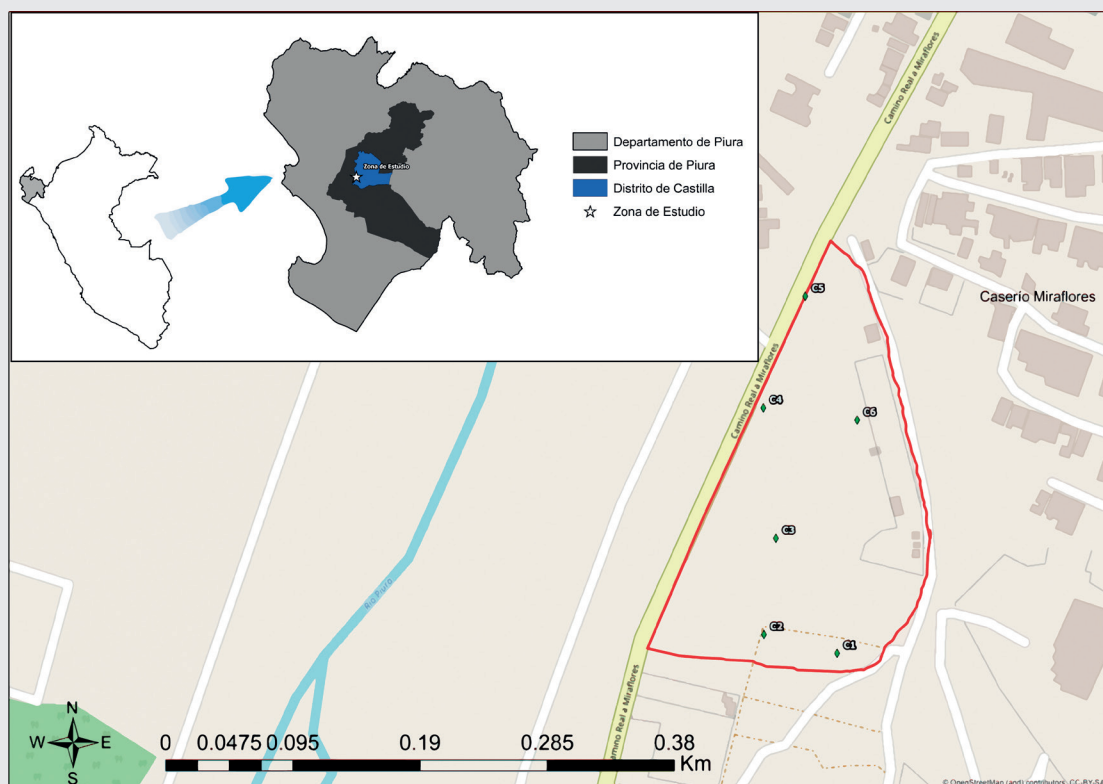 Zona de Estúdio
Departamento de Piura
Provincia de Piura
Distrito de Castilla
Zona de Estudio
Camino Real a Miraflores
Caserio Miraflores
C5
Camino Real a Miraflores
C4
C6
C3
Río Piura
C2
C1
Camino Real a Miraflores
N
W E
S
0 0.0475 0.095 0.19 0.285 0.38
Km
© OpenStreetMap (and) contributors, CC-BY-SA